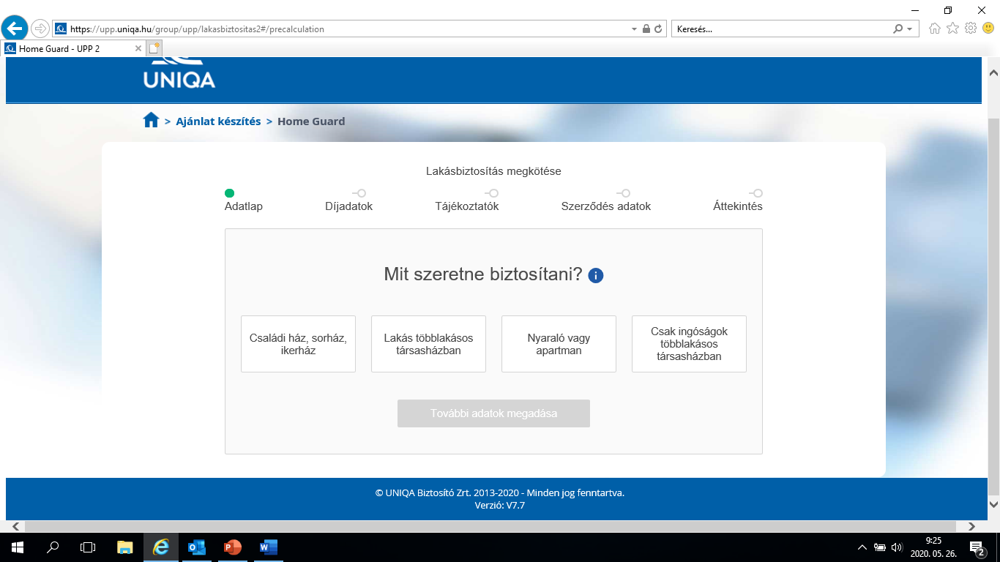 https://upp.uniqa.hu/group/upp/lakasbiztositas2#/precalculation
Keresés...
Home Guard - UPP 2
UNIQA
> Ajánlat készítés > Home Guard
Lakásbiztosítás megkötése
Adatlap
Díjadatok
Tájékoztatók
Szerződés adatok
Áttekintés
Mit szeretne biztosítani? i
Családi ház, sorház,
ikerház
Lakás többlakásos
társasházban
Nyaraló vagy
apartman
Csak ingóságok
többlakásos
társasházban
További adatok megadása
© UNIQA Biztosító Zrt. 2013-2020 - Minden jog fenntartva.
Verzió: V7.7
9:25
2020. 05. 26.
2